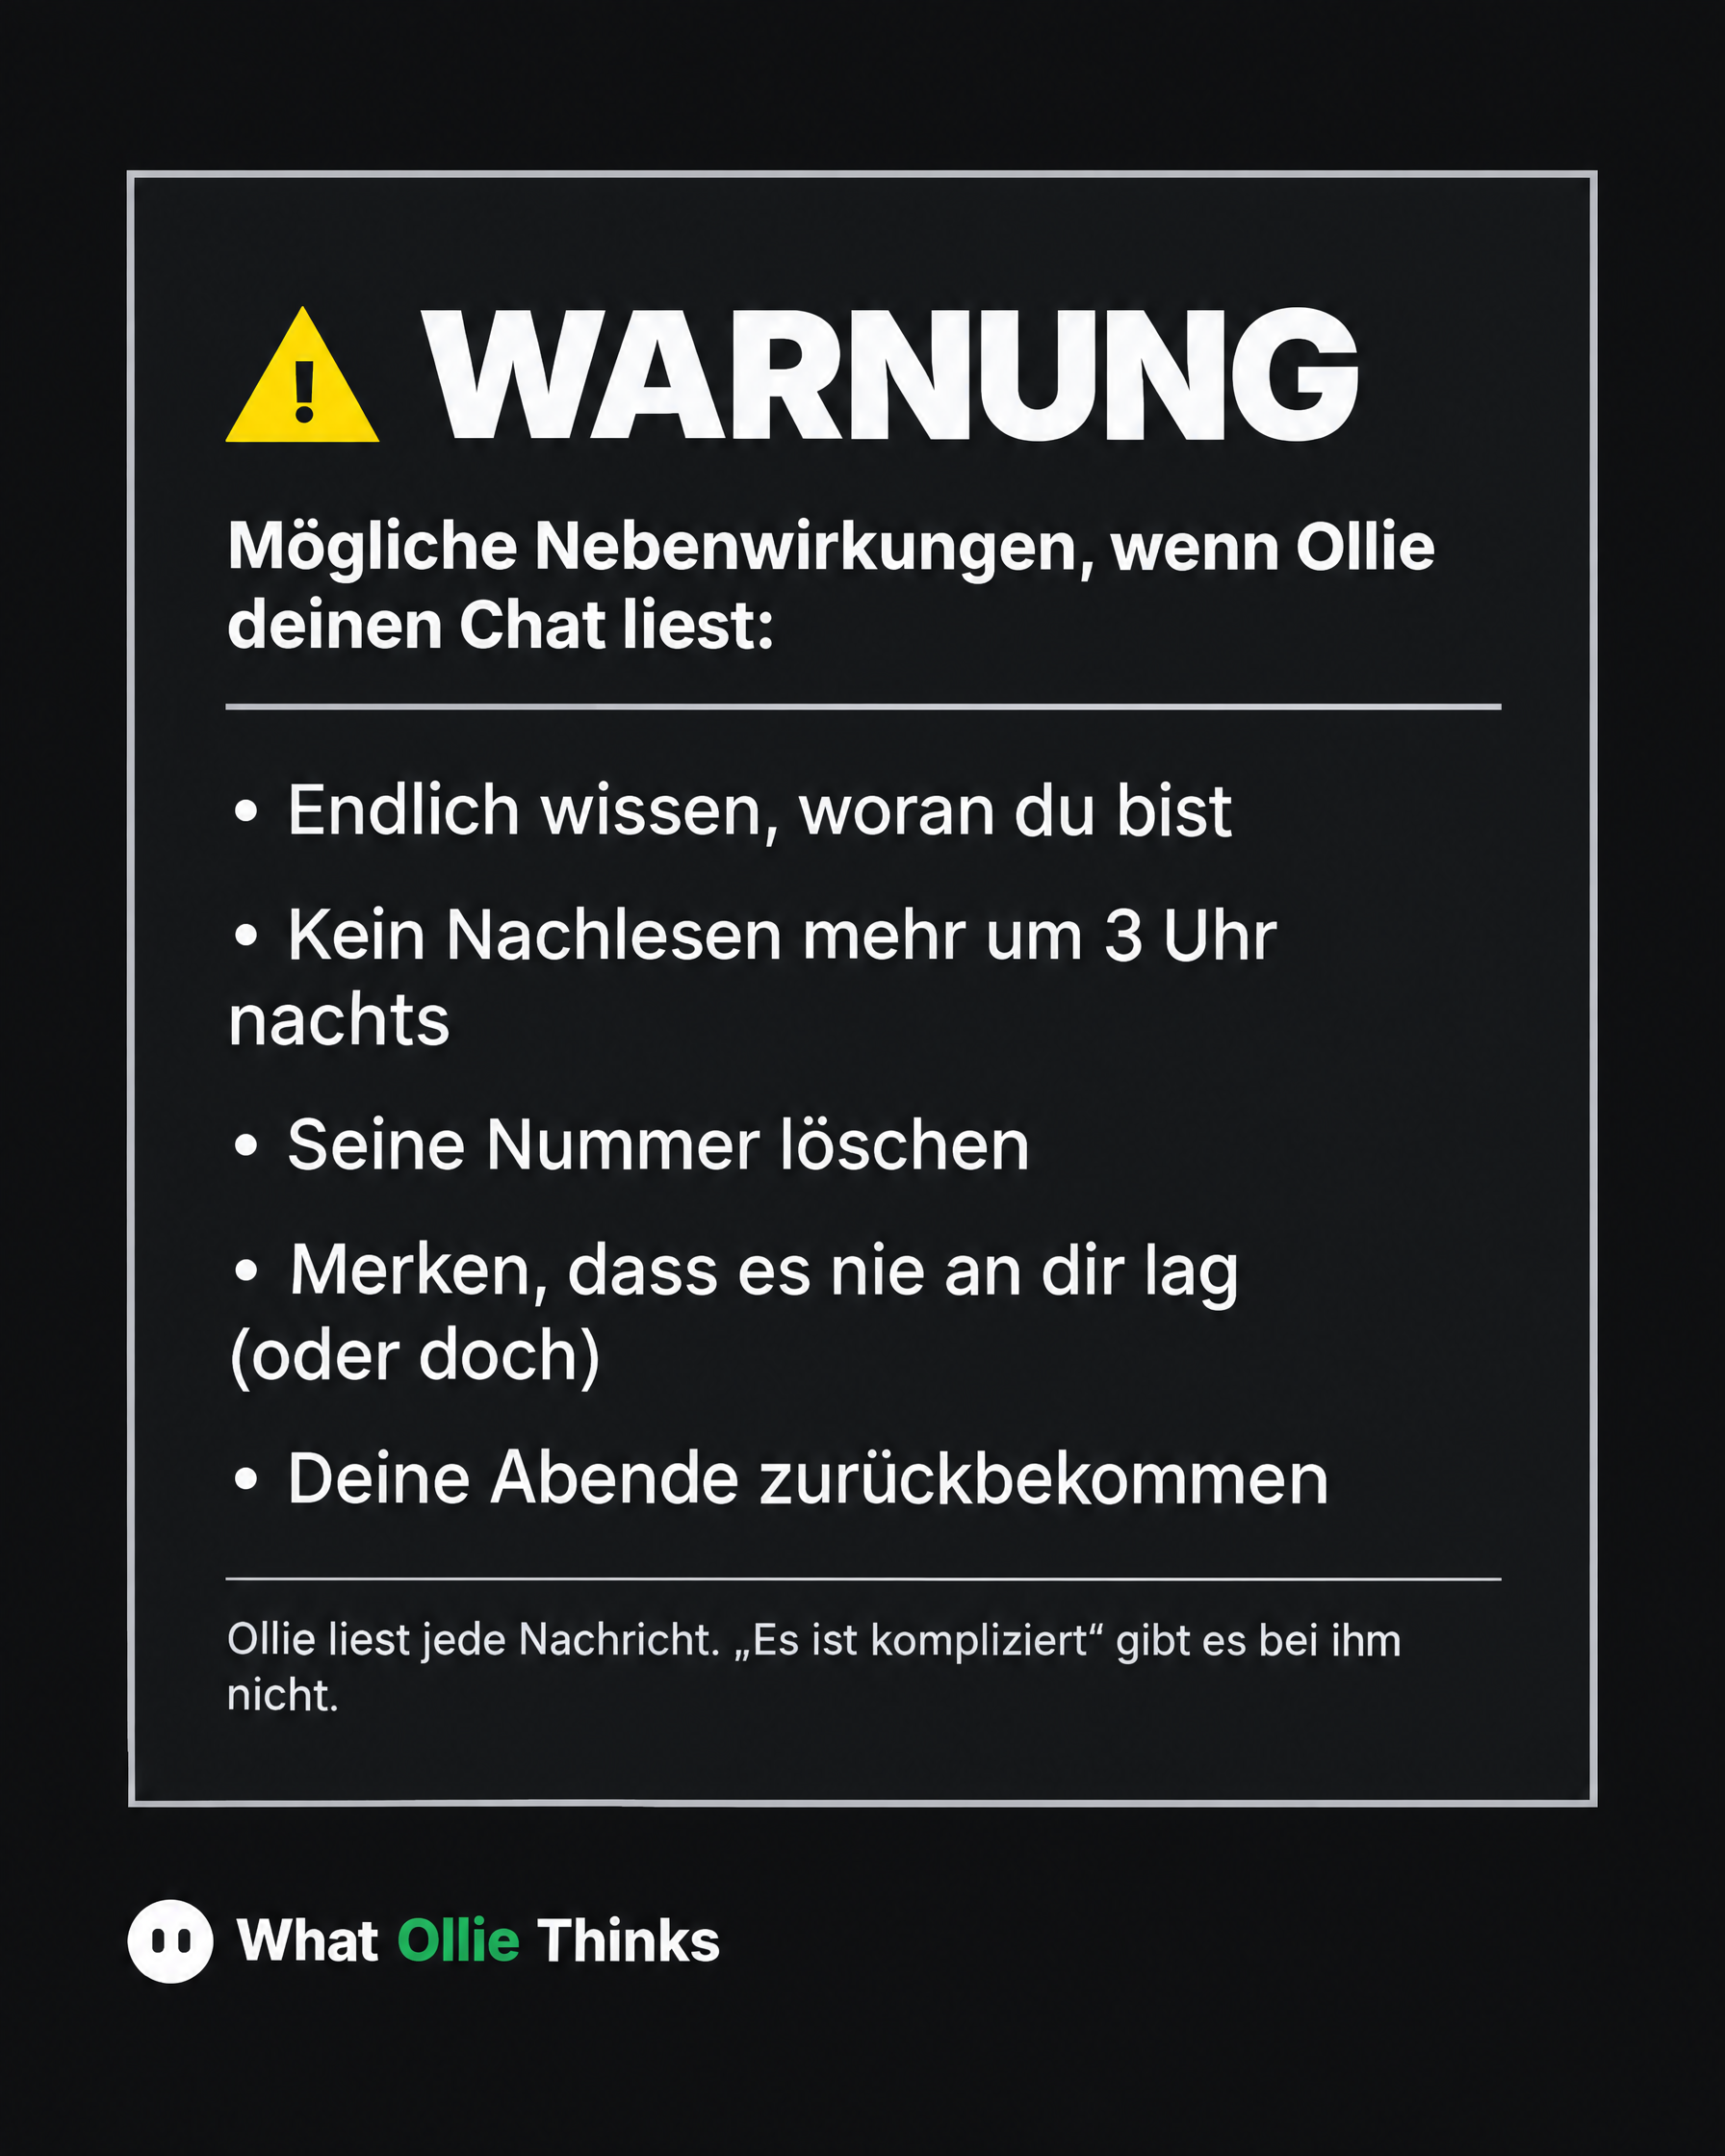 WARNUNG
Mögliche Nebenwirkungen, wenn Ollie
deinen Chat liest:
• Endlich wissen, woran du bist
• Kein Nachlesen mehr um 3 Uhr
nachts
• Seine Nummer löschen
• Merken, dass es nie an dir lag
(oder doch)
• Deine Abende zurückbekommen
Ollie liest jede Nachricht. „Es ist kompliziert“ gibt es bei ihm
nicht.
What Ollie Thinks